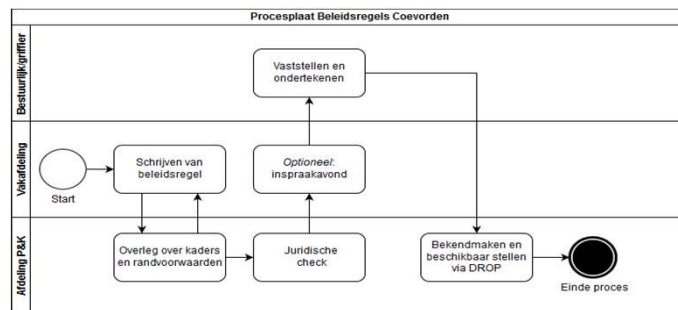 Procesplaat Beleidsregels Coevorden
Bestuurlijk/griffier
Vaststellen en
ondertekenen
Vakafdeling
Start
Schrijven van
beleidsregel
Optioneel:
inspraakavond
Afdeling P&K
Overleg over kaders
en randvoorwaarden
Juridische
check
Bekendmaken en
beschikbaar stellen
via DROP
Einde proces